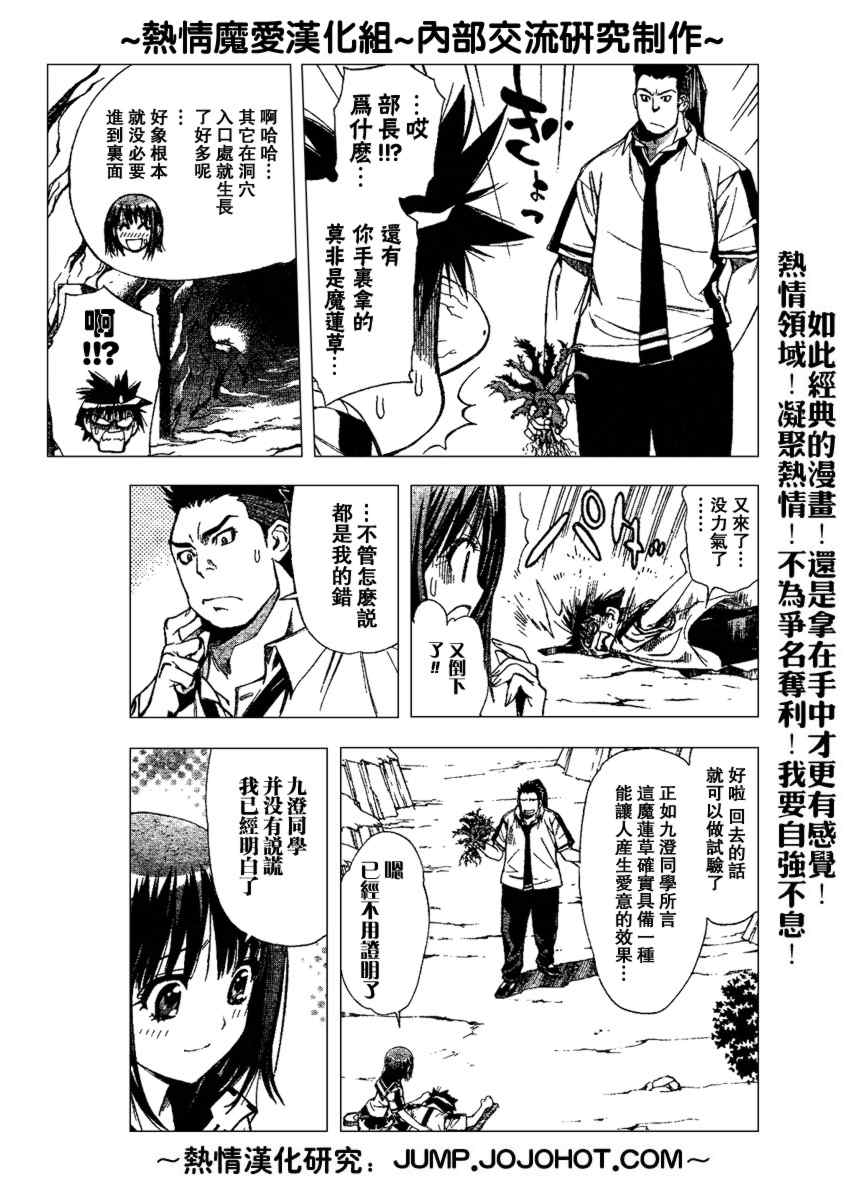 ~熱情魔愛漢化組~內部交流研究制作~
…哎
部長!!?
爲什麽…
ぎょっ
還有
你手裏拿的
莫非是魔蓮草…
啊哈哈…
其它在洞穴
入口處就生長
了好多呢
…
好象根本
就没必要
進到裏面
啊
!!?
又來了…
没力氣了
……
パタ…
又倒下
了!!
…不管怎麽説
都是我的錯
好啦 回去的話
就可以做試驗了
正如九澄同學所言
這魔蓮草確實具備一種
能讓人産生愛意的效果…
嗯
已經不用證明了
九澄同學
并没有説謊
我已經明白了
如此經典的漫畫！還是拿在手中才更有感覺！
熱情領域！凝聚熱情！不為爭名奪利！我要自強不息！
～熱情漢化研究：JUMP.JOJOHOT.COM～